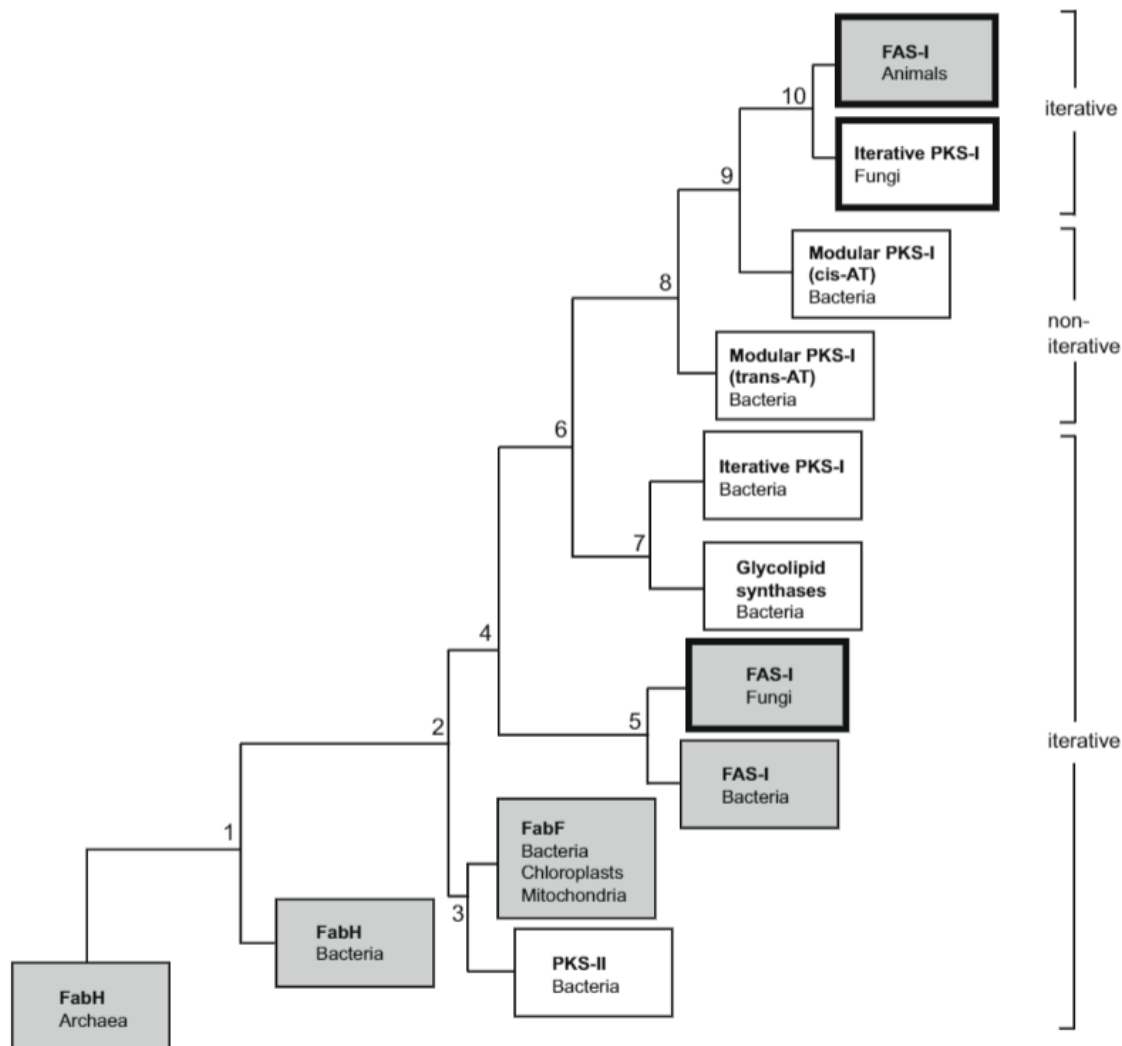 FAS-I
Animals
10
iterative
Iterative PKS-I
Fungi
9
Modular PKS-I
(cis-AT)
Bacteria
8
non-
iterative
Modular PKS-I
(trans-AT)
Bacteria
6
Iterative PKS-I
Bacteria
7
Glycolipid
synthases
Bacteria
4
FAS-I
Fungi
5
2
iterative
FAS-I
Bacteria
1
FabF
Bacteria
Chloroplasts
Mitochondria
3
FabH
Bacteria
PKS-II
Bacteria
FabH
Archaea